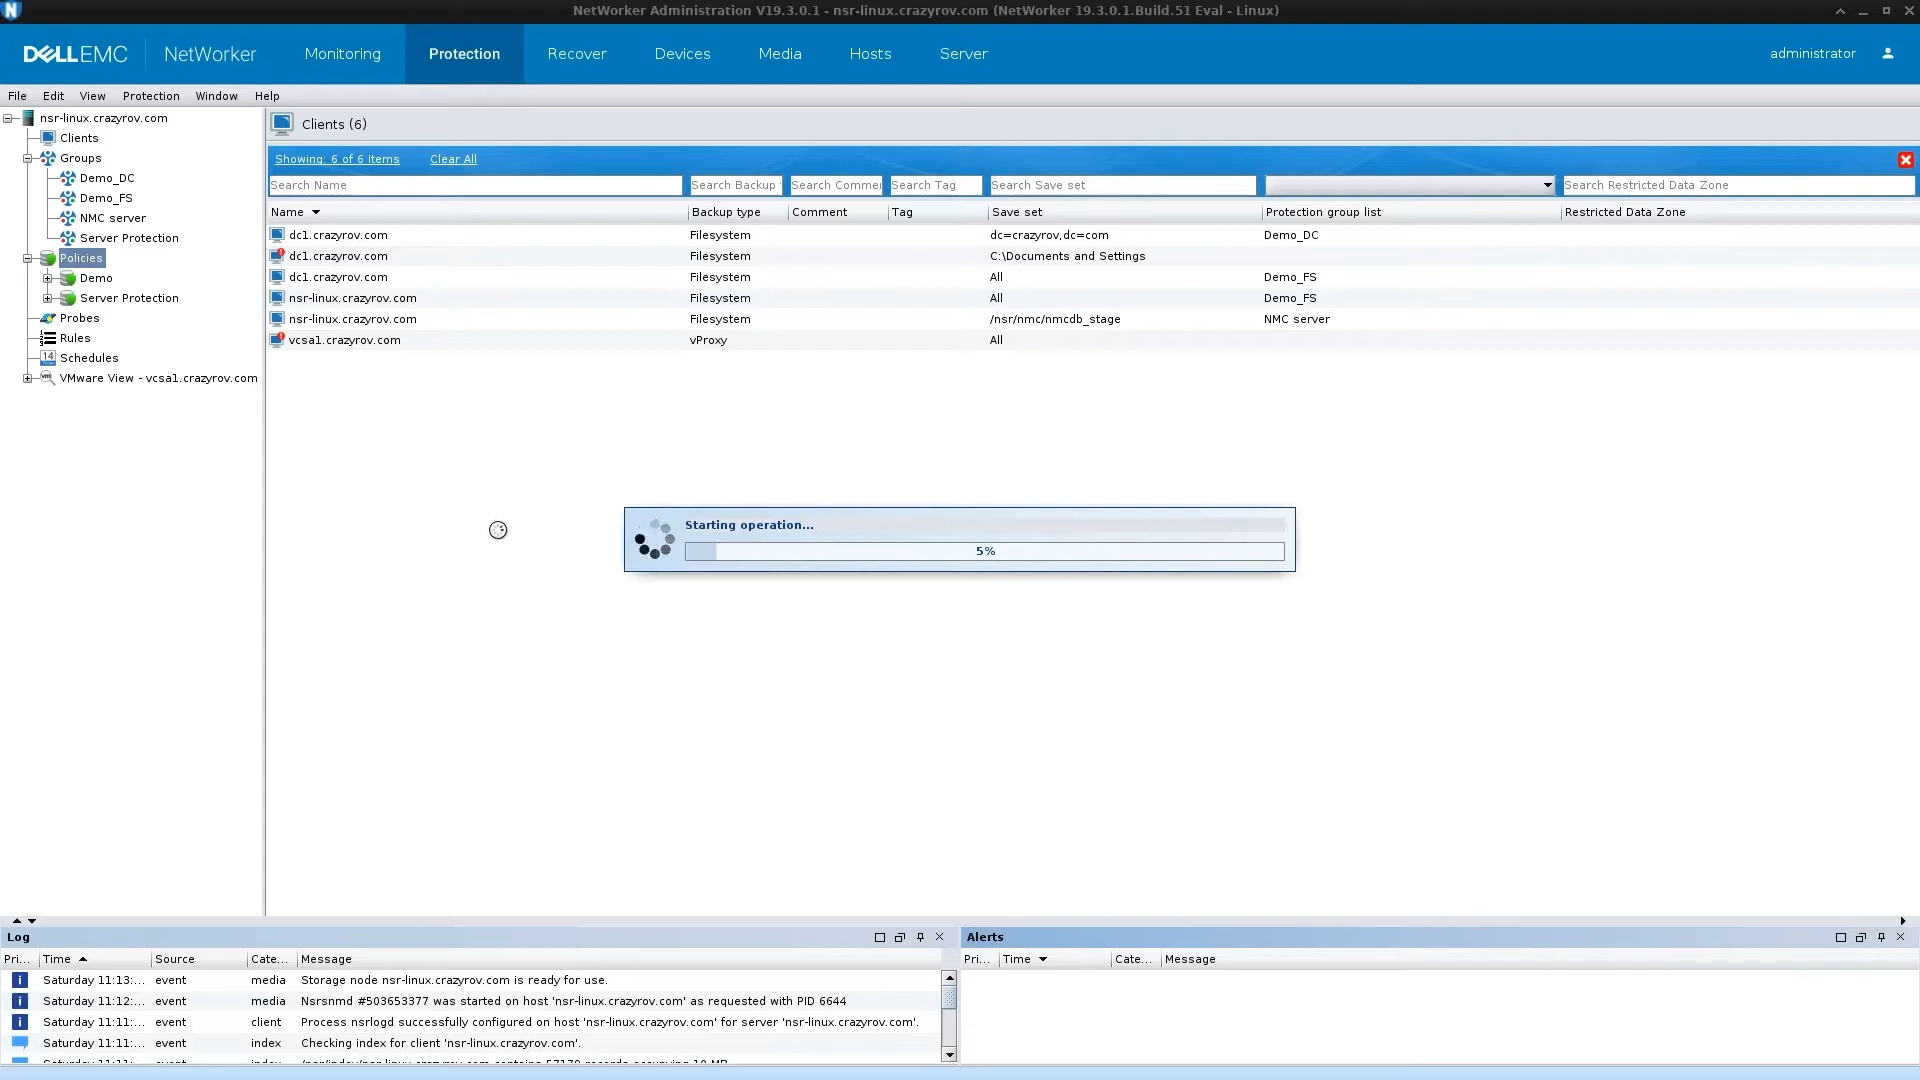 NetWorker Administration V19.3.0.1 - nsr-linux.crazyrov.com (NetWorker 19.3.0.1.Build.51 Eval - Linux)
DELLEMC NetWorker Monitoring Protection Recover Devices Media Hosts Server administrator
File Edit View Protection Window Help
nsr-linux.crazyrov.com
Clients
Groups
Demo_DC
Demo_FS
NMC server
Server Protection
Policies
Demo
Server Protection
Probes
Rules
14 Schedules
VMware View - vcsa1.crazyrov.com
Clients (6)
Showing: 6 of 6 Items Clear All
Search Name Search Backup Search Commer Search Tag Search Save set Search Restricted Data Zone
Name Backup type Comment Tag Save set Protection group list Restricted Data Zone
dc1.crazyrov.com Filesystem dc=crazyrov,dc=com Demo_DC
dc1.crazyrov.com Filesystem C:\Documents and Settings
dc1.crazyrov.com Filesystem All Demo_FS
nsr-linux.crazyrov.com Filesystem All Demo_FS
nsr-linux.crazyrov.com Filesystem /nsr/nmc/nmcdb_stage NMC server
vcsa1.crazyrov.com vProxy All
Starting operation...
5%
Log
Pri... Time Source Cate... Message
Saturday 11:13:... event media Storage node nsr-linux.crazyrov.com is ready for use.
Saturday 11:12:... event media Nsrsnmd #503653377 was started on host 'nsr-linux.crazyrov.com' as requested with PID 6644
Saturday 11:11:... event client Process nsrlogd successfully configured on host 'nsr-linux.crazyrov.com' for server 'nsr-linux.crazyrov.com'.
Saturday 11:11:... event index Checking index for client 'nsr-linux.crazyrov.com'.
Alerts
Pri... Time Cate... Message